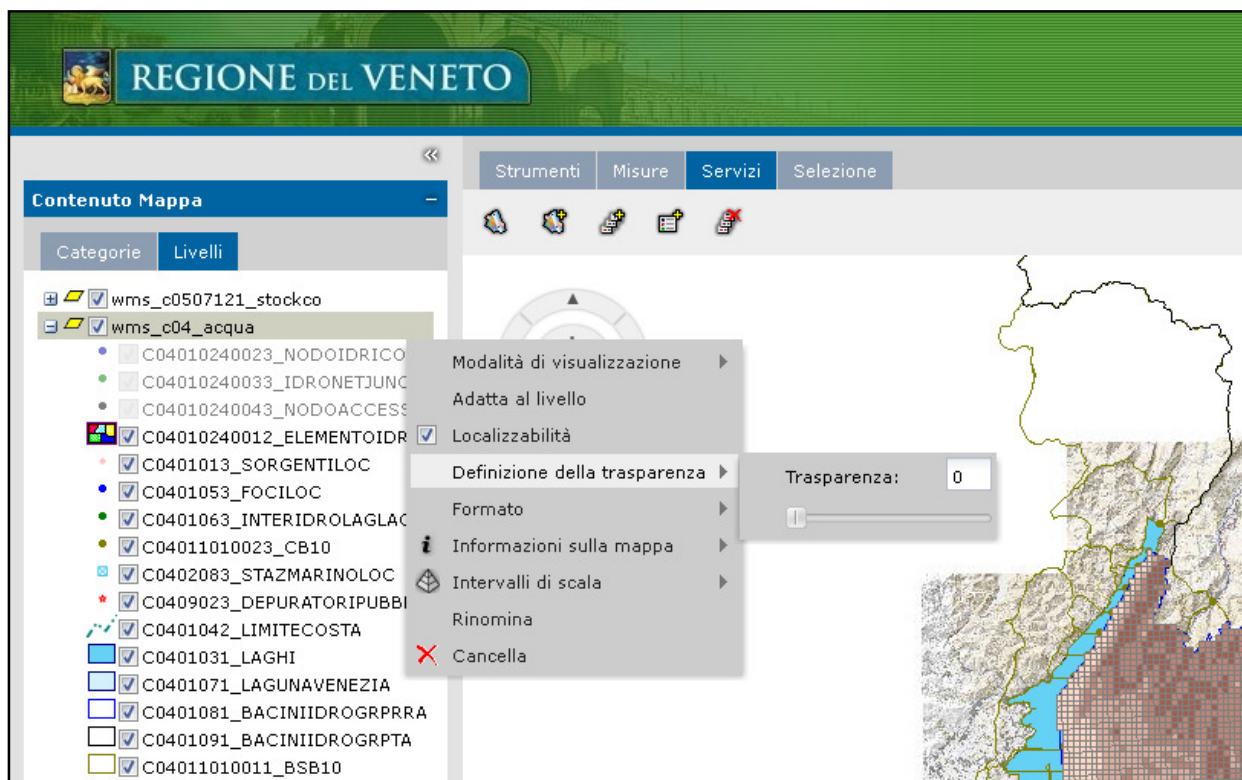 REGIONE DEL VENETO
Strumenti Misure Servizi Selezione
Contenuto Mappa
Categorie Livelli
wms_c0507121_stockco
wms_c04_acqua
C04010240023_NODOIDRICO
C04010240033_IDRONETJUNC
C04010240043_NODOACCESS
C04010240012_ELEMENTOIDR
C0401013_SORGENTILOC
C0401053_FOCILOC
C0401063_INTERIDROLAGLAG
C04011010023_CB10
C0402083_STAZMARINOLOC
C0409023_DEPURATORIPUBBL
C0401042_LIMITECOSTA
C0401031_LAGHI
C0401071_LAGUNAVENEZIA
C0401081_BACINIIDROGRPRRA
C0401091_BACINIIDROGRPTA
C04011010011_BSB10
Modalità di visualizzazione
Adatta al livello
Localizzabilità
Definizione della trasparenza
Formato
Informazioni sulla mappa
Intervalli di scala
Rinomina
Cancella
Trasparenza: 0